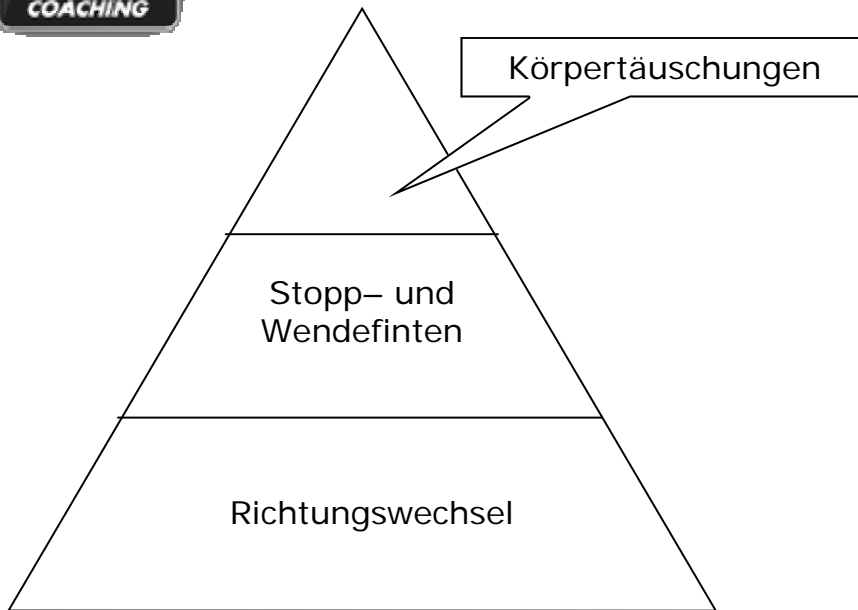 COACHING
Körpertäuschungen
Stopp– und
Wendefinten
Richtungswechsel